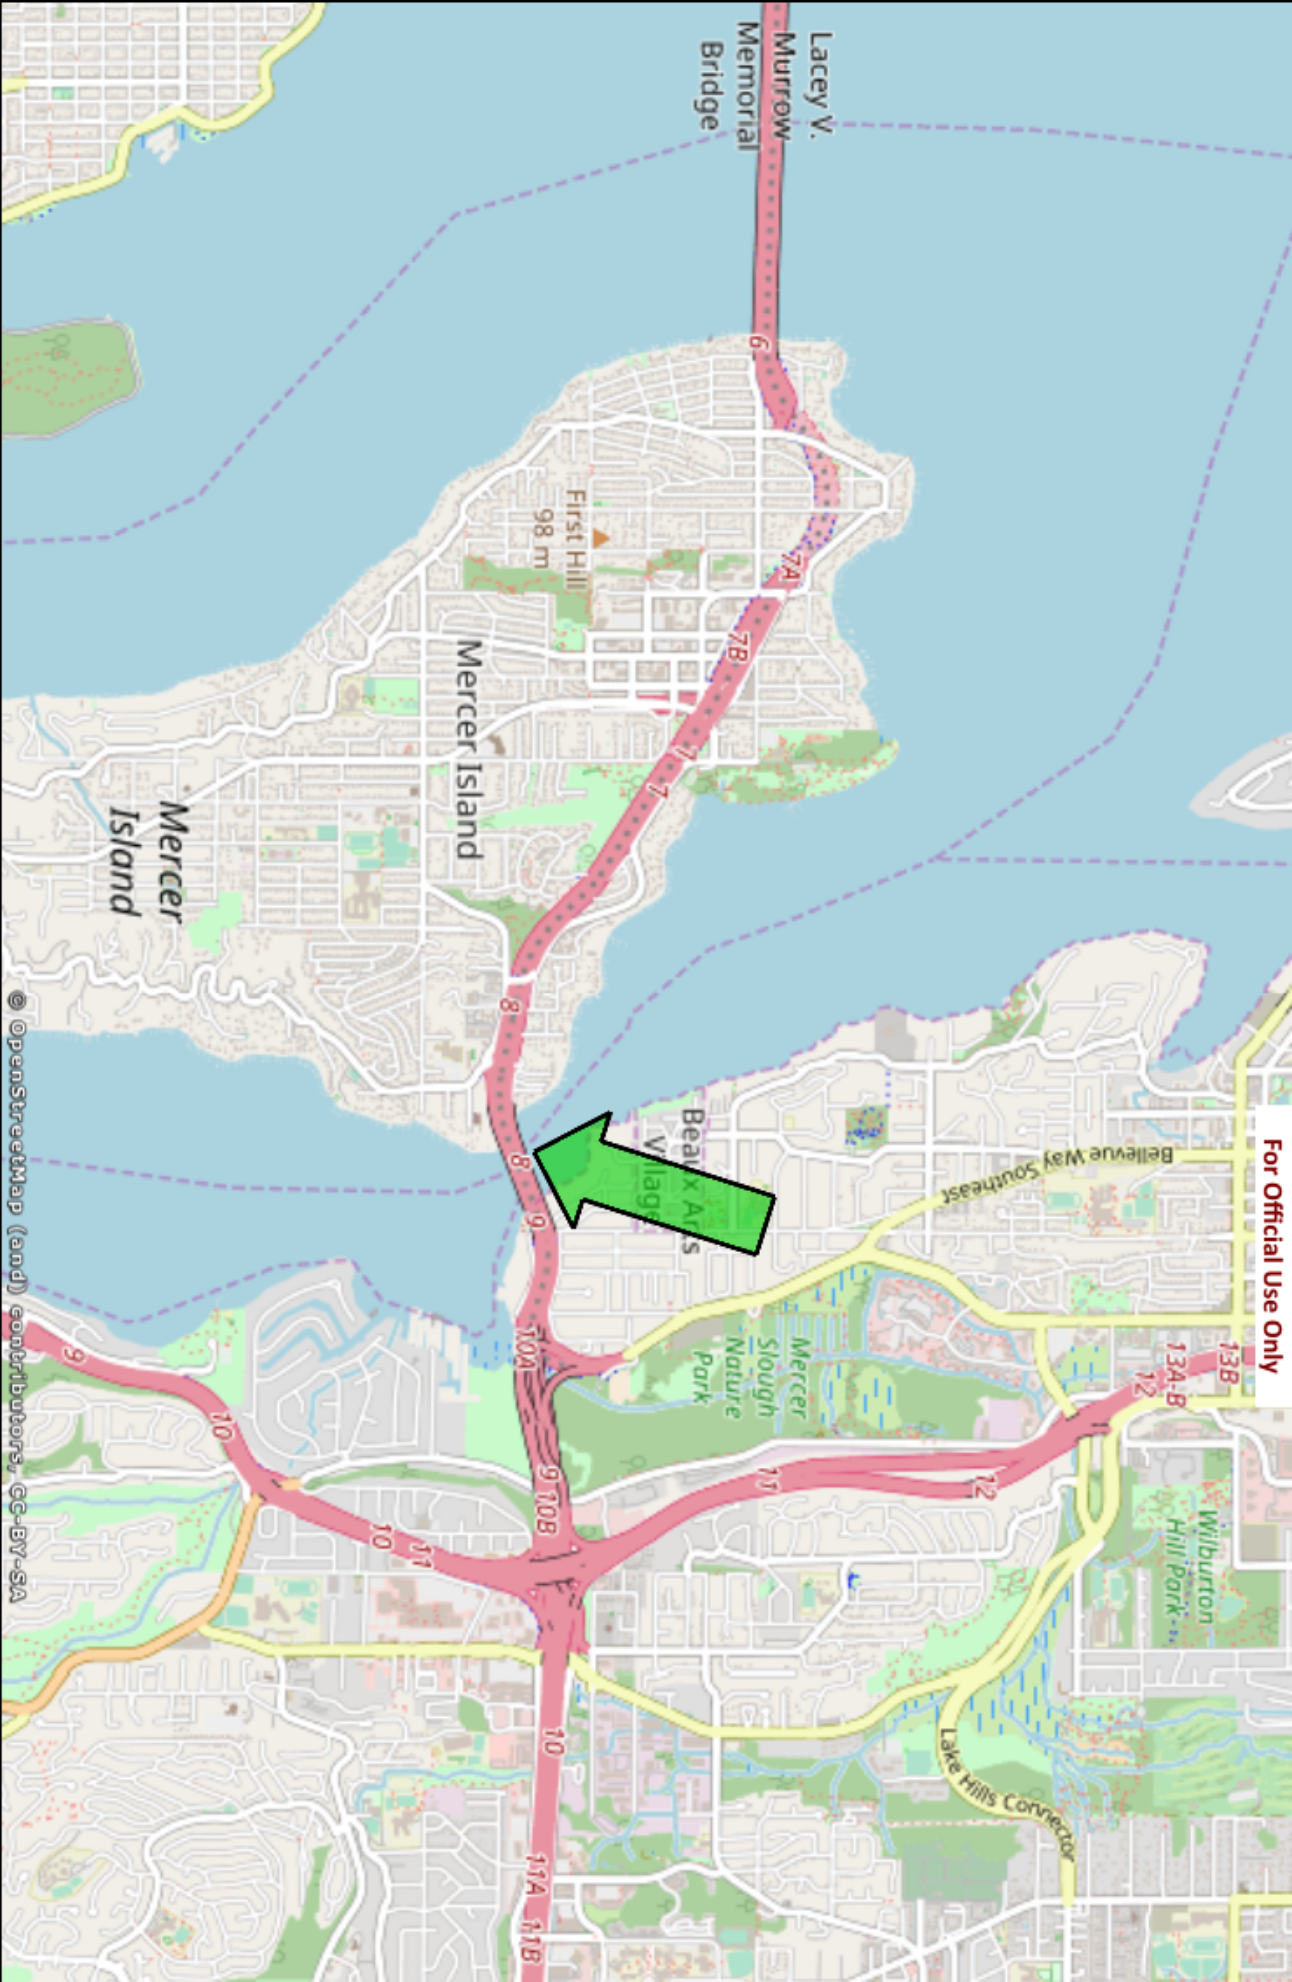 For Official Use Only
Lacey V.
Murrow
Memorial
Bridge
6
7A
7B
7
7
First Hill
98 m
Mercer Island
Mercer
Island
8
8
9
Beaux Arts
Village
Bellevue Way Southeast
10A
Mercer
Slough
Nature
Park
13B
13A-B
12
12
11
9 10B
9
10
10
11
Wilburton
Hill Park
Lake Hills Connector
10
11A
11B
© OpenStreetMap (and) contributors, CC-BY-SA